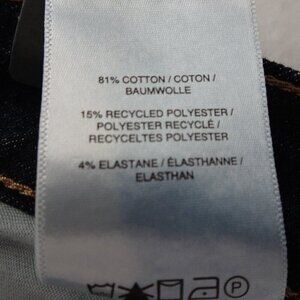 81% COTTON / COTON /
BAUMWOLLE
15% RECYCLED POLYESTER /
POLYESTER RECYCLÉ /
RECYCELTES POLYESTER
4% ELASTANE / ÉLASTHANNE /
ELASTHAN
P